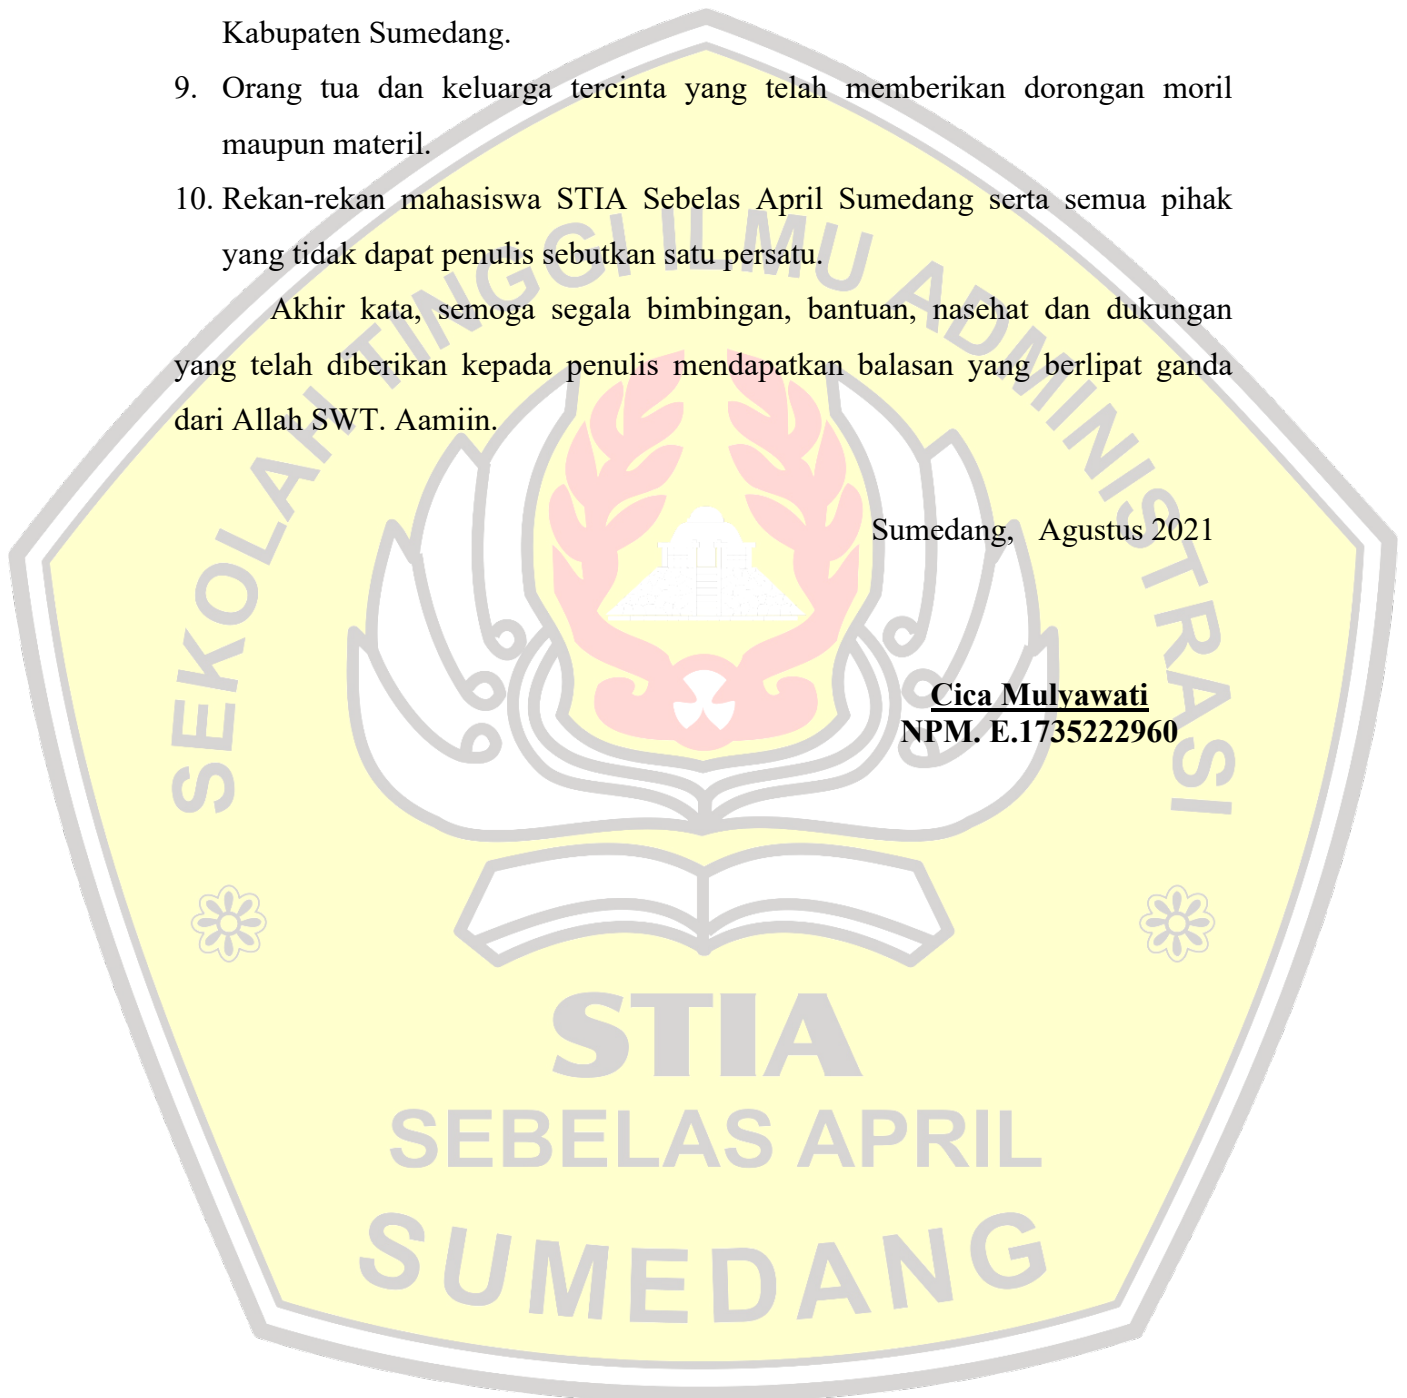 Kabupaten Sumedang.
9. Orang tua dan keluarga tercinta yang telah memberikan dorongan moril
maupun materil.
10. Rekan-rekan mahasiswa STIA Sebelas April Sumedang serta semua pihak
yang tidak dapat penulis sebutkan satu persatu.
Akhir kata, semoga segala bimbingan, bantuan, nasehat dan dukungan
yang telah diberikan kepada penulis mendapatkan balasan yang berlipat ganda
dari Allah SWT. Aamiin.
Sumedang, Agustus 2021
Cica Mulyawati
NPM. E.1735222960
SEKOLAH TINGGI ILMU ADMINISTRASI
STIA
SEBELAS APRIL
SUMEDANG